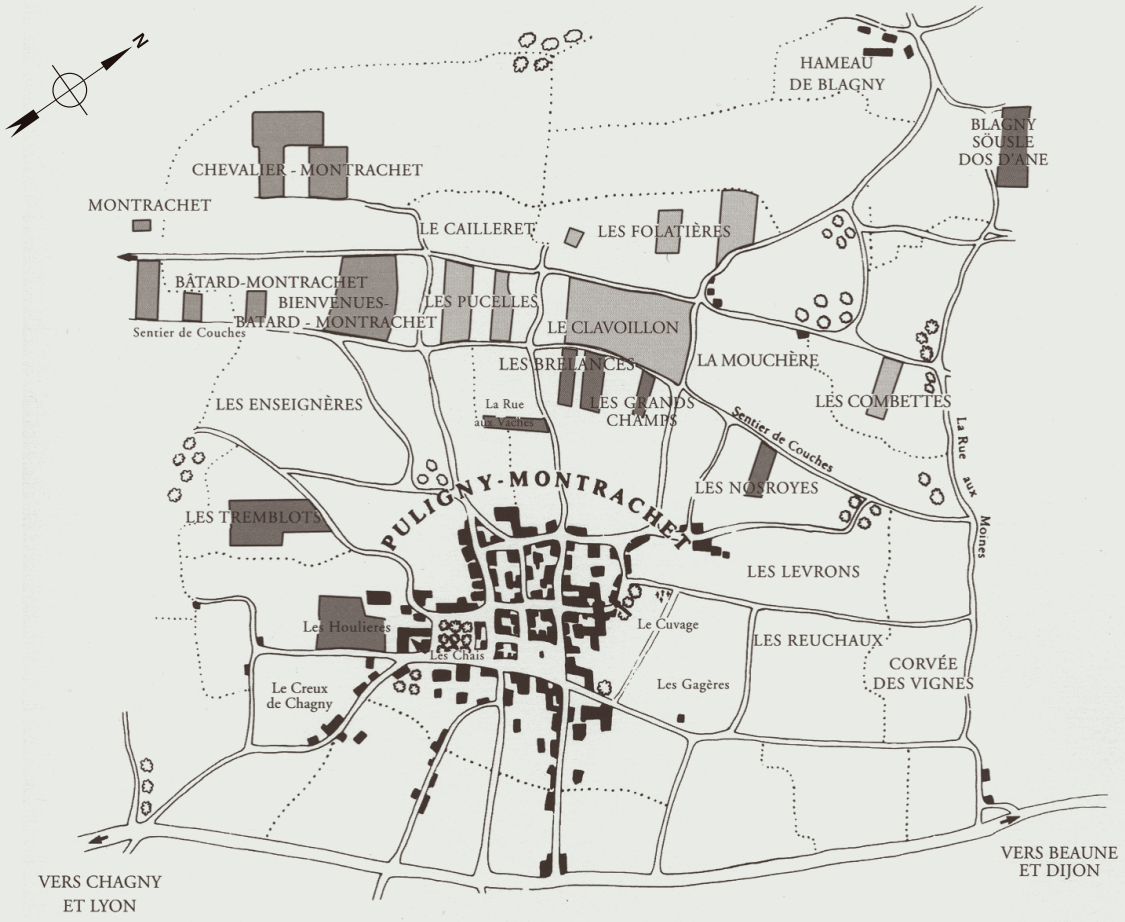 N
HAMEAU
DE BLAGNY
BLAGNY
SÖUSLE
DOS D'ANE
CHEVALIER - MONTRACHET
MONTRACHET
LE CAILLERET
LES FOLATIÈRES
BÂTARD-MONTRACHET
BIENVENUES-
BATARD - MONTRACHET
LES PUCELLES
Sentier de Couches
LE CLAVOILLON
LES BRELANCES
LA MOUCHÈRE
LES ENSEIGNÈRES
La Rue
aux Vaches
LES GRANDS
CHAMPS
LES COMBETTES
Sentier de Couches
La Rue aux Moines
PULIGNY-MONTRACHET
LES NOSROYES
LES TREMBLOTS
LES LEVRONS
Les Houlieres
Le Cuvage
LES REUCHAUX
Les Chais
CORVÉE
DES VIGNES
Le Creux
de Chagny
Les Gagères
VERS CHAGNY
ET LYON
VERS BEAUNE
ET DIJON